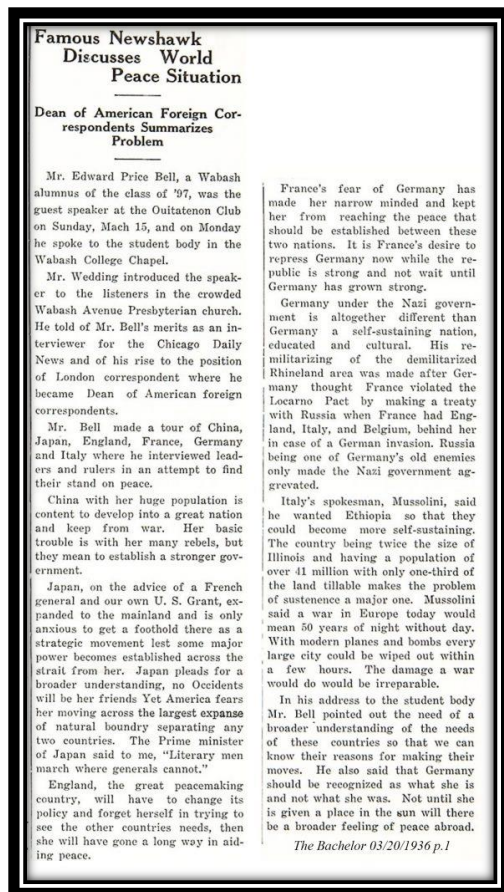 Famous Newshawk
Discusses World
Peace Situation
Dean of American Foreign Cor-
respondents Summarizes
Problem
Mr. Edward Price Bell, a Wabash
alumnus of the class of '97, was the
guest speaker at the Ouitatenon Club
on Sunday, Mach 15, and on Monday
he spoke to the student body in the
Wabash College Chapel.
Mr. Wedding introduced the speak-
er to the listeners in the crowded
Wabash Avenue Presbyterian church.
He told of Mr. Bell's merits as an in-
terviewer for the Chicago Daily
News and of his rise to the position
of London correspondent where he
became Dean of American foreign
correspondents.
Mr. Bell made a tour of China,
Japan, England, France, Germany
and Italy where he interviewed lead-
ers and rulers in an attempt to find
their stand on peace.
China with her huge population is
content to develop into a great nation
and keep from war. Her basic
trouble is with her many rebels, but
they mean to establish a stronger gov-
ernment.
Japan, on the advice of a French
general and our own U. S. Grant, ex-
panded to the mainland and is only
anxious to get a foothold there as a
strategic movement lest some major
power becomes established across the
strait from her. Japan pleads for a
broader understanding, no Occidents
will be her friends Yet America fears
her moving across the largest expanse
of natural boundry separating any
two countries. The Prime minister
of Japan said to me, "Literary men
march where generals cannot."
England, the great peacemaking
country, will have to change its
policy and forget herself in trying to
see the other countries needs, then
she will have gone a long way in aid-
ing peace.
France's fear of Germany has
made her narrow minded and kept
her from reaching the peace that
should be established between these
two nations. It is France's desire to
repress Germany now while the re-
public is strong and not wait until
Germany has grown strong.
Germany under the Nazi govern-
ment is altogether different than
Germany a self-sustaining nation,
educated and cultural. His re-
militarizing of the demilitarized
Rhineland area was made after Ger-
many thought France violated the
Locarno Pact by making a treaty
with Russia when France had Eng-
land, Italy, and Belgium, behind her
in case of a German invasion. Russia
being one of Germany's old enemies
only made the Nazi government ag-
grevated.
Italy's spokesman, Mussolini, said
he wanted Ethiopia so that they
could become more self-sustaining.
The country being twice the size of
Illinois and having a population of
over 41 million with only one-third of
the land tillable makes the problem
of sustenence a major one. Mussolini
said a war in Europe today would
mean 50 years of night without day.
With modern planes and bombs every
large city could be wiped out within
a few hours. The damage a war
would do would be irreparable.
In his address to the student body
Mr. Bell pointed out the need of a
broader understanding of the needs
of these countries so that we can
know their reasons for making their
moves. He also said that Germany
should be recognized as what she is
and not what she was. Not until she
is given a place in the sun will there
be a broader feeling of peace abroad.
The Bachelor 03/20/1936 p.1